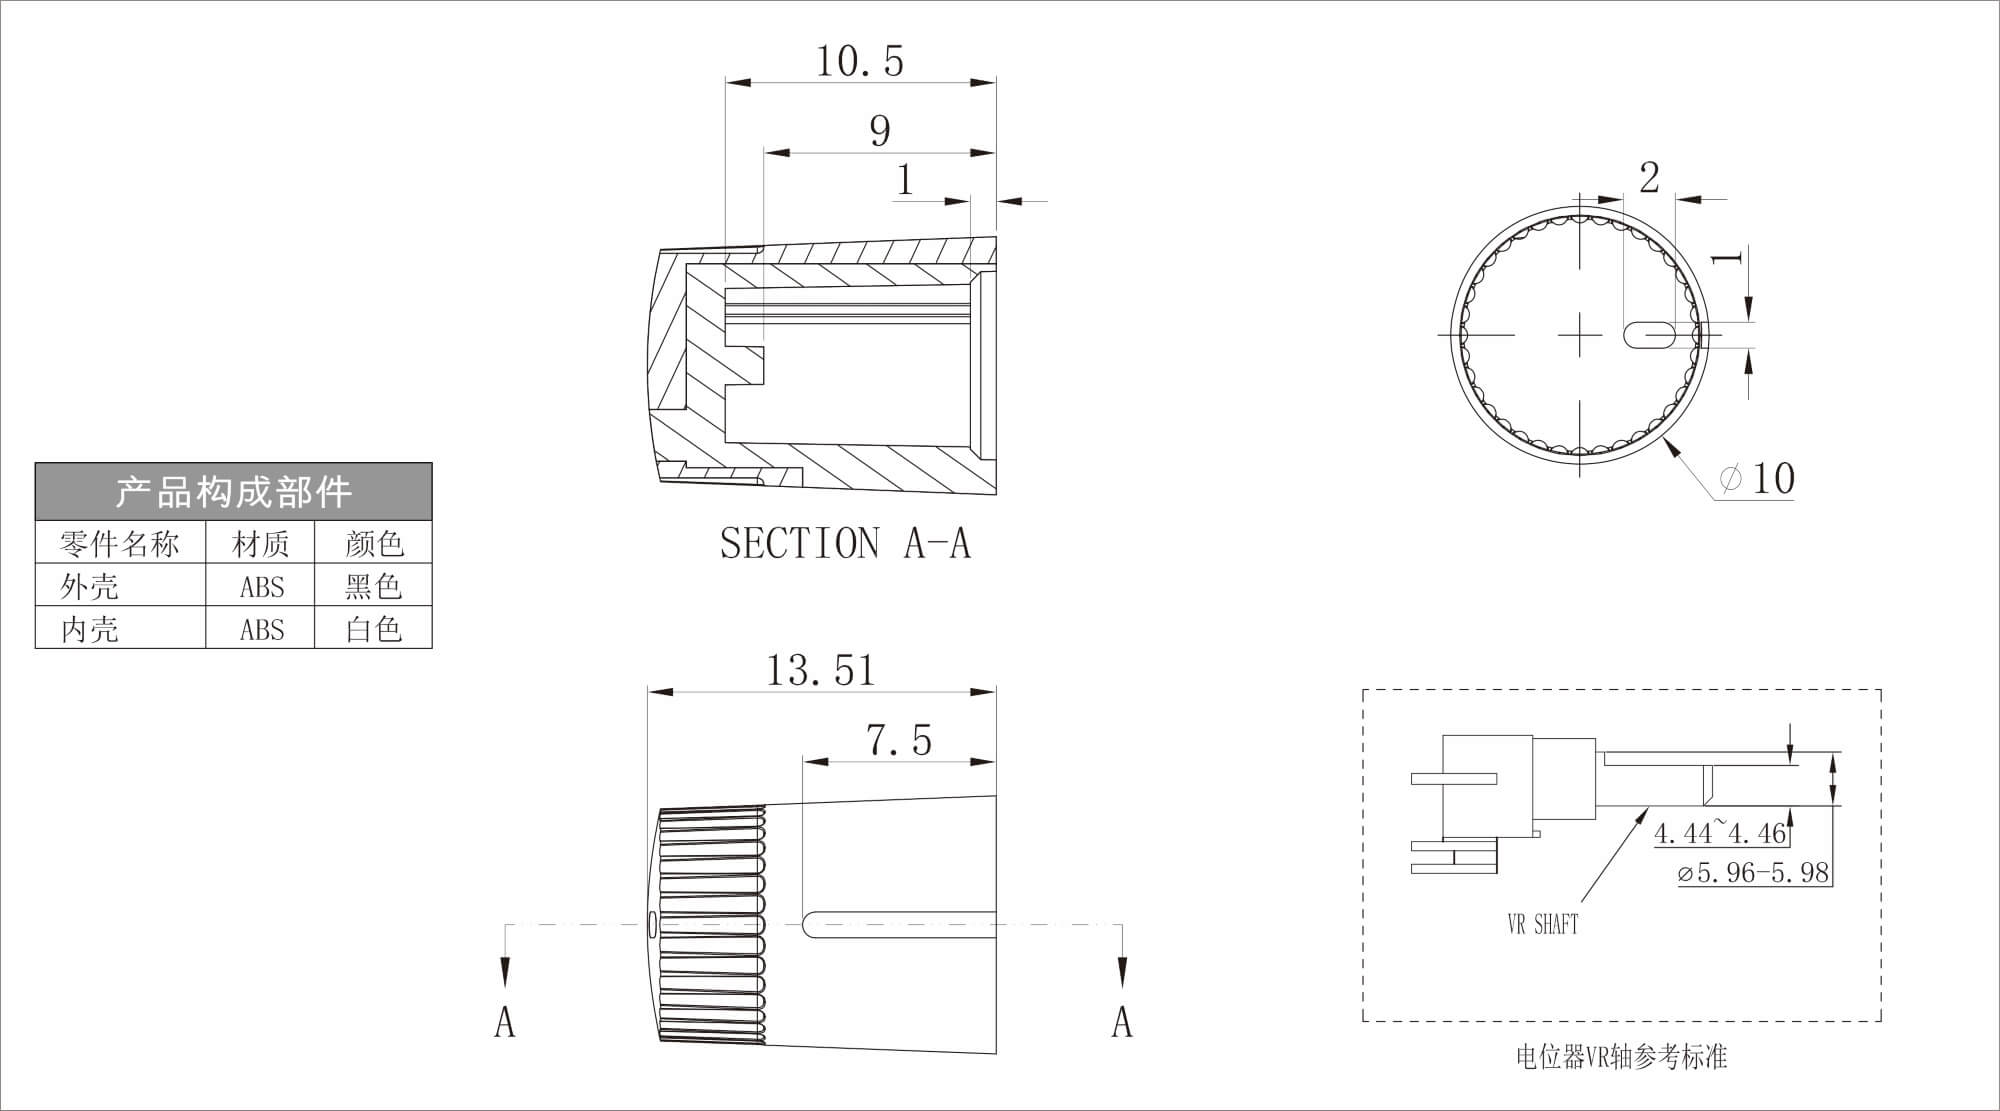 10.5
9
1
SECTION A-A
2
1
∅10
产品构成部件
零件名称 材质 颜色
外壳 ABS 黑色
内壳 ABS 白色
13.51
7.5
A A
4.44~4.46
⌀5.96-5.98
VR SHAFT
电位器VR轴参考标准